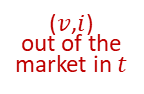 (v,i)
out of the
market in t